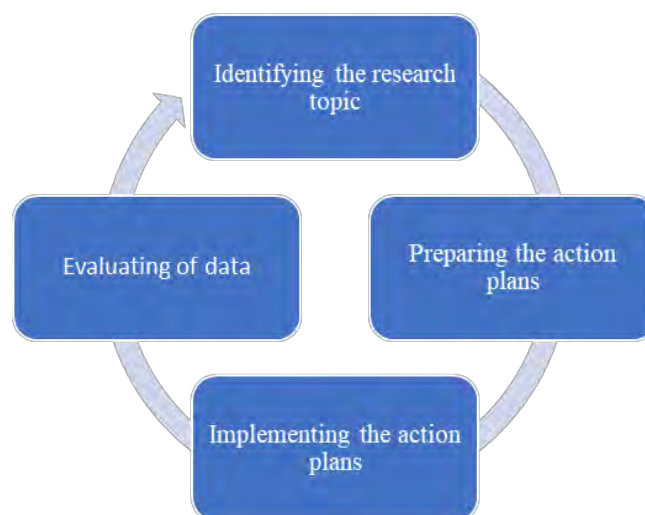 Identifying the research
topic
Preparing the action
plans
Implementing the action
plans
Evaluating of data